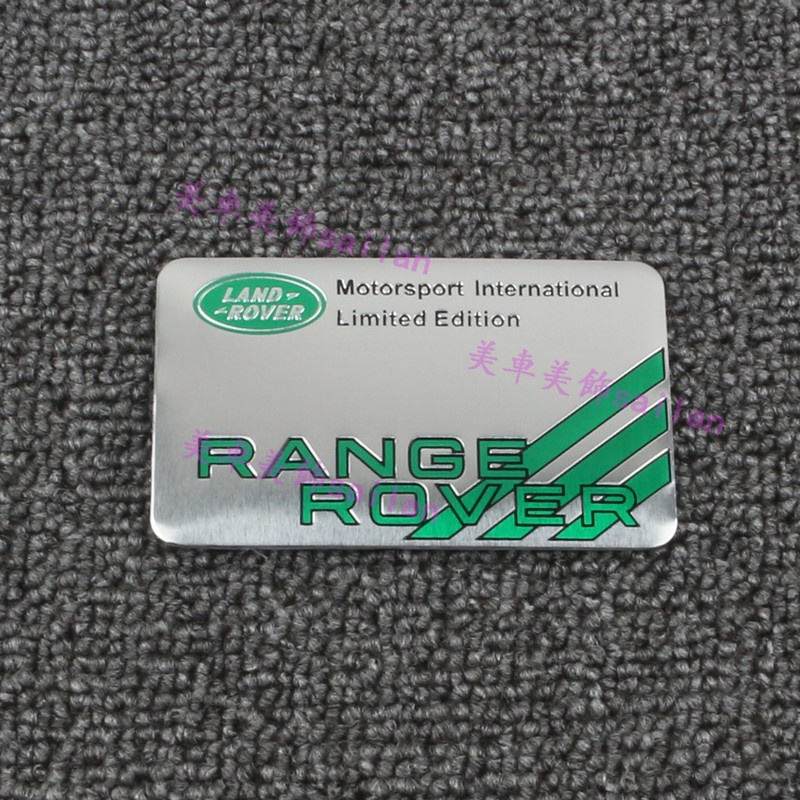 美車美飾sailan
LAND
ROVER
Motorsport International
Limited Edition
美車美飾sailan
RANGE
ROVER